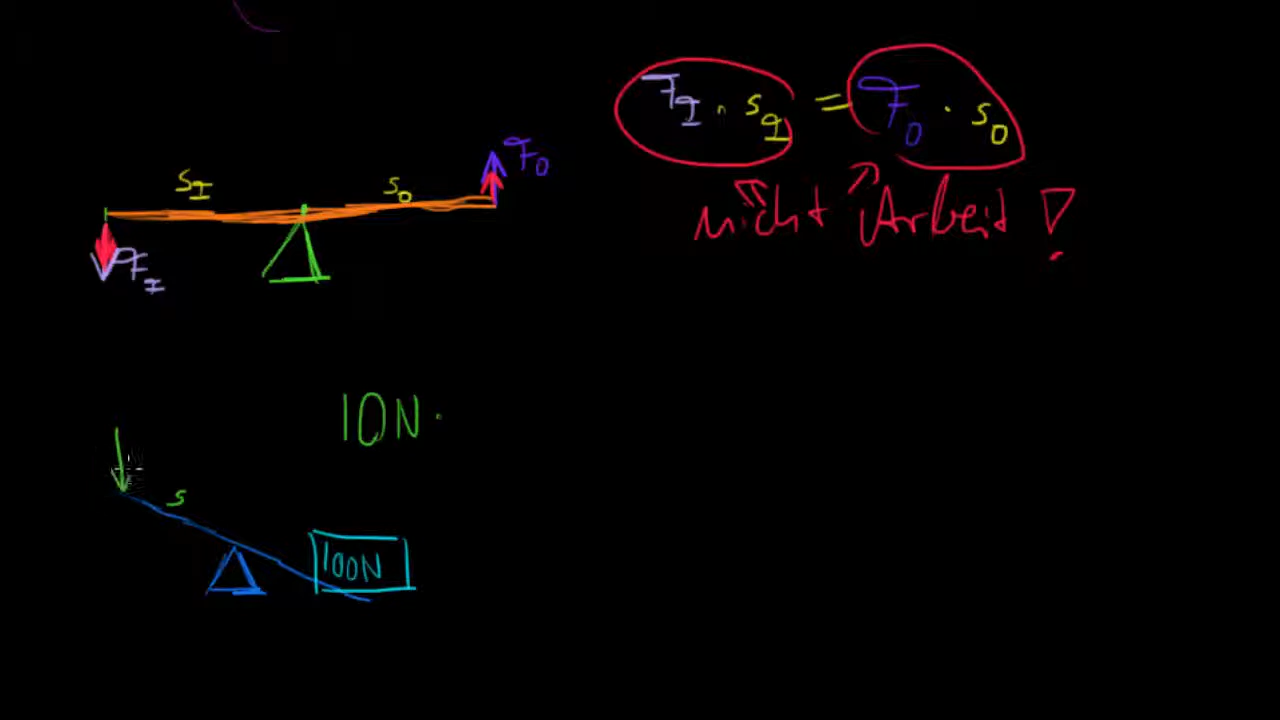 F_I · s_I = F_O · s_O
nicht Arbeit !
s_I s_O F_O
F_I
10N ·
s
100N